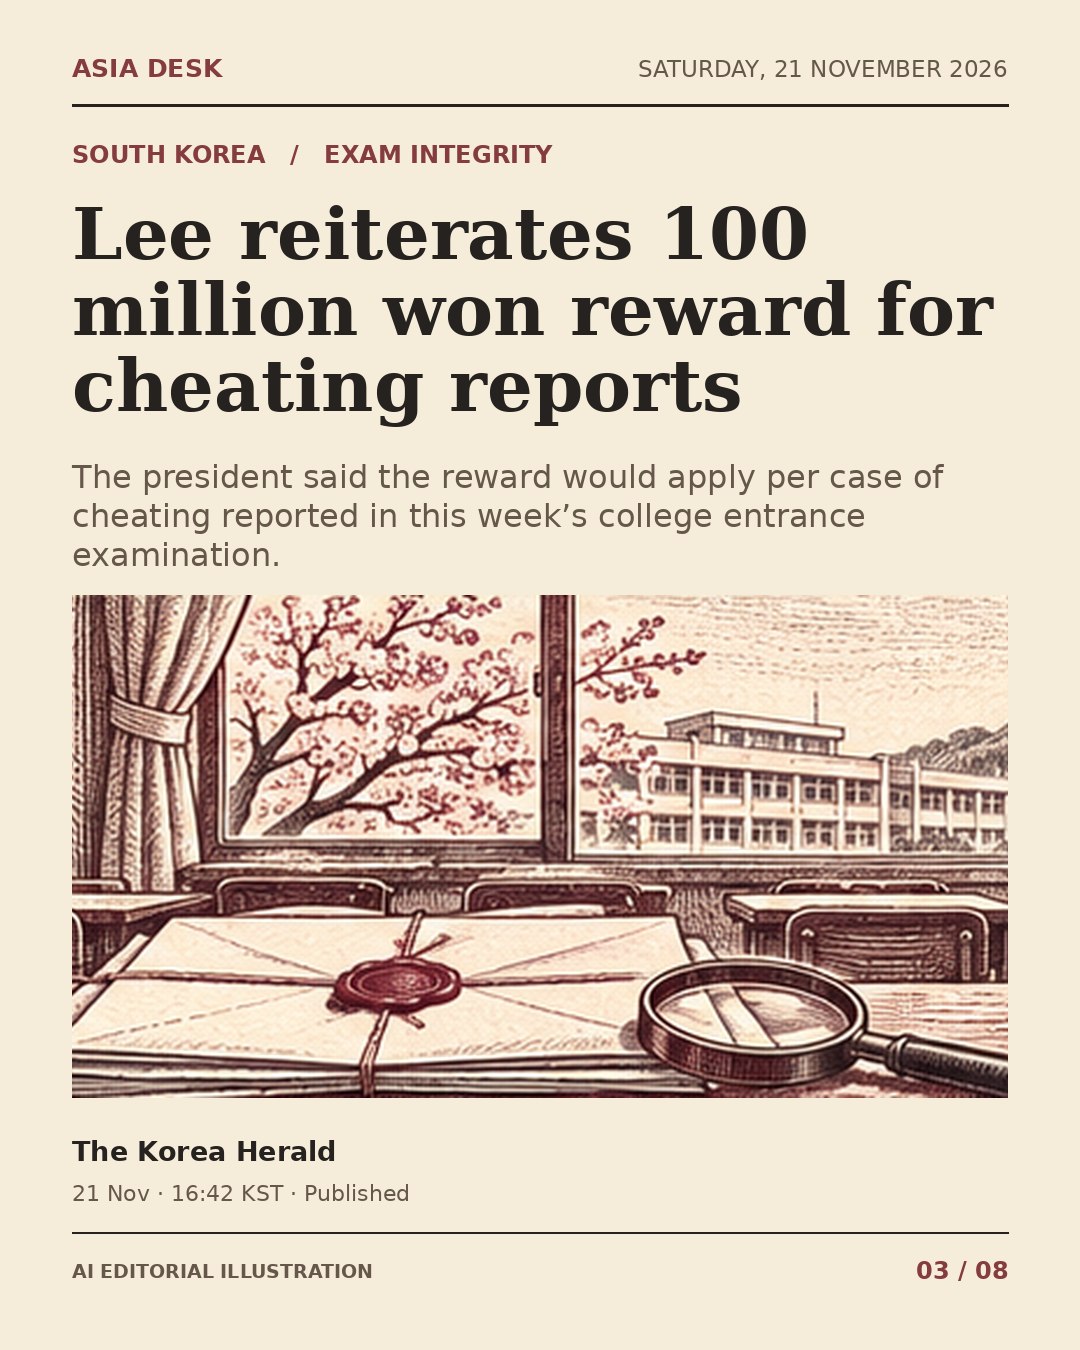 ASIA DESK
SATURDAY, 21 NOVEMBER 2026
SOUTH KOREA / EXAM INTEGRITY
Lee reiterates 100
million won reward for
cheating reports
The president said the reward would apply per case of
cheating reported in this week’s college entrance
examination.
The Korea Herald
21 Nov · 16:42 KST · Published
AI EDITORIAL ILLUSTRATION
03 / 08